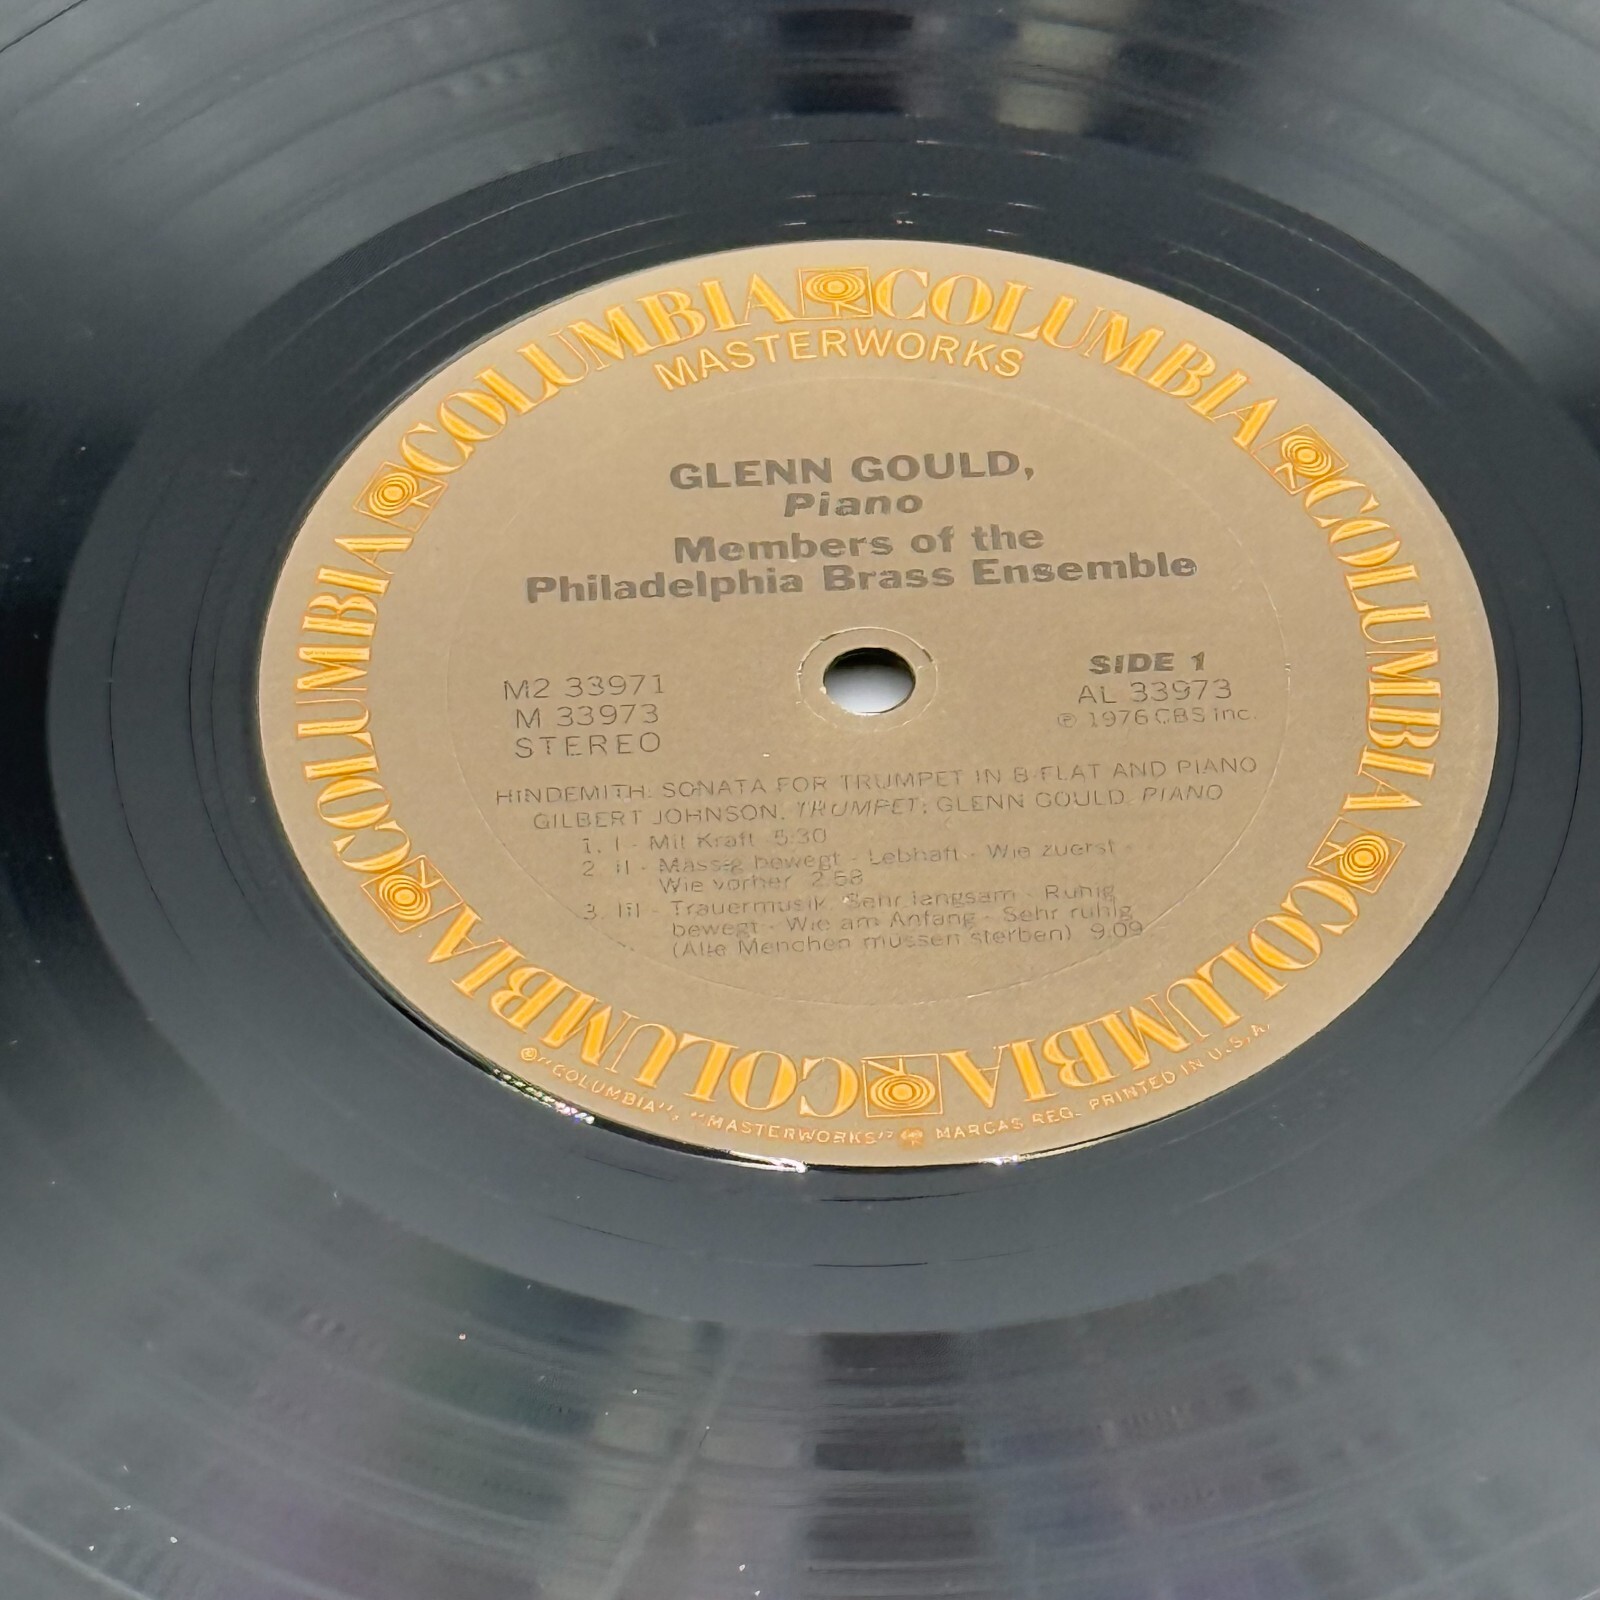 COLUMBIA COLUMBIA COLUMBIA COLUMBIA COLUMBIA COLUMBIA
MASTERWORKS
GLENN GOULD,
Piano
Members of the
Philadelphia Brass Ensemble
M2 33971
M 33973
STEREO
SIDE 1
AL 33973
℗ 1976 CBS Inc.
HINDEMITH: SONATA FOR TRUMPET IN B-FLAT AND PIANO
GILBERT JOHNSON, TRUMPET; GLENN GOULD, PIANO
1. I - Mit Kraft 5:30
2. II - Massig bewegt - Lebhaft - Wie zuerst -
Wie vorher 2:58
3. III - Trauermusik. Sehr langsam - Ruhig
bewegt - Wie am Anfang - Sehr ruhig
(Alle Menchen müssen sterben) 9:09
®"COLUMBIA", "MASTERWORKS" MARCAS REG. PRINTED IN U.S.A.